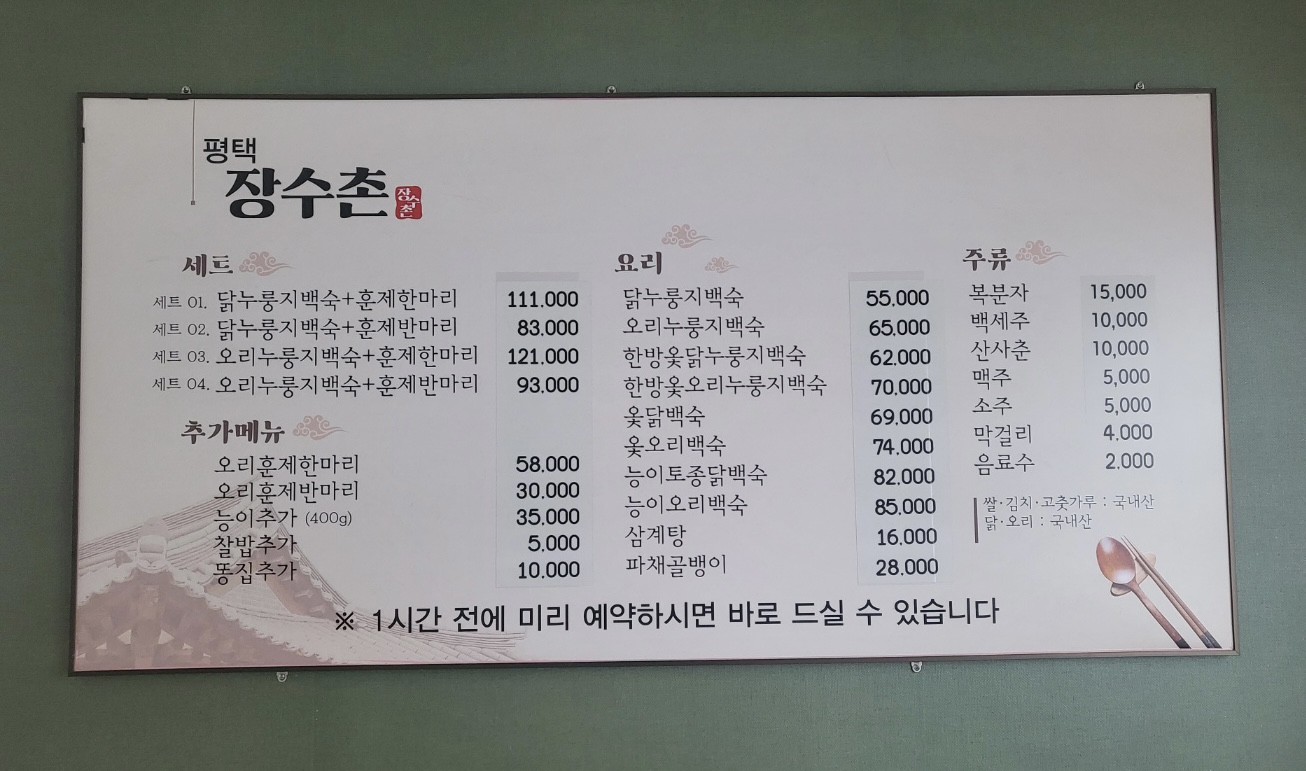 평택
장수촌
장수촌
세트
세트 01. 닭누룽지백숙+훈제한마리 111.000
세트 02. 닭누룽지백숙+훈제반마리 83.000
세트 03. 오리누룽지백숙+훈제한마리 121.000
세트 04. 오리누룽지백숙+훈제반마리 93.000
추가메뉴
오리훈제한마리 58.000
오리훈제반마리 30.000
능이추가 (400g) 35.000
찰밥추가 5.000
똥집추가 10.000
요리
닭누룽지백숙 55.000
오리누룽지백숙 65.000
한방옻닭누룽지백숙 62.000
한방옻오리누룽지백숙 70.000
옻닭백숙 69.000
옻오리백숙 74.000
능이토종닭백숙 82.000
능이오리백숙 85.000
삼계탕 16.000
파채골뱅이 28.000
주류
복분자 15,000
백세주 10,000
산사춘 10,000
맥주 5,000
소주 5,000
막걸리 4.000
음료수 2.000
쌀·김치·고춧가루 : 국내산
닭·오리 : 국내산
※ 1시간 전에 미리 예약하시면 바로 드실 수 있습니다